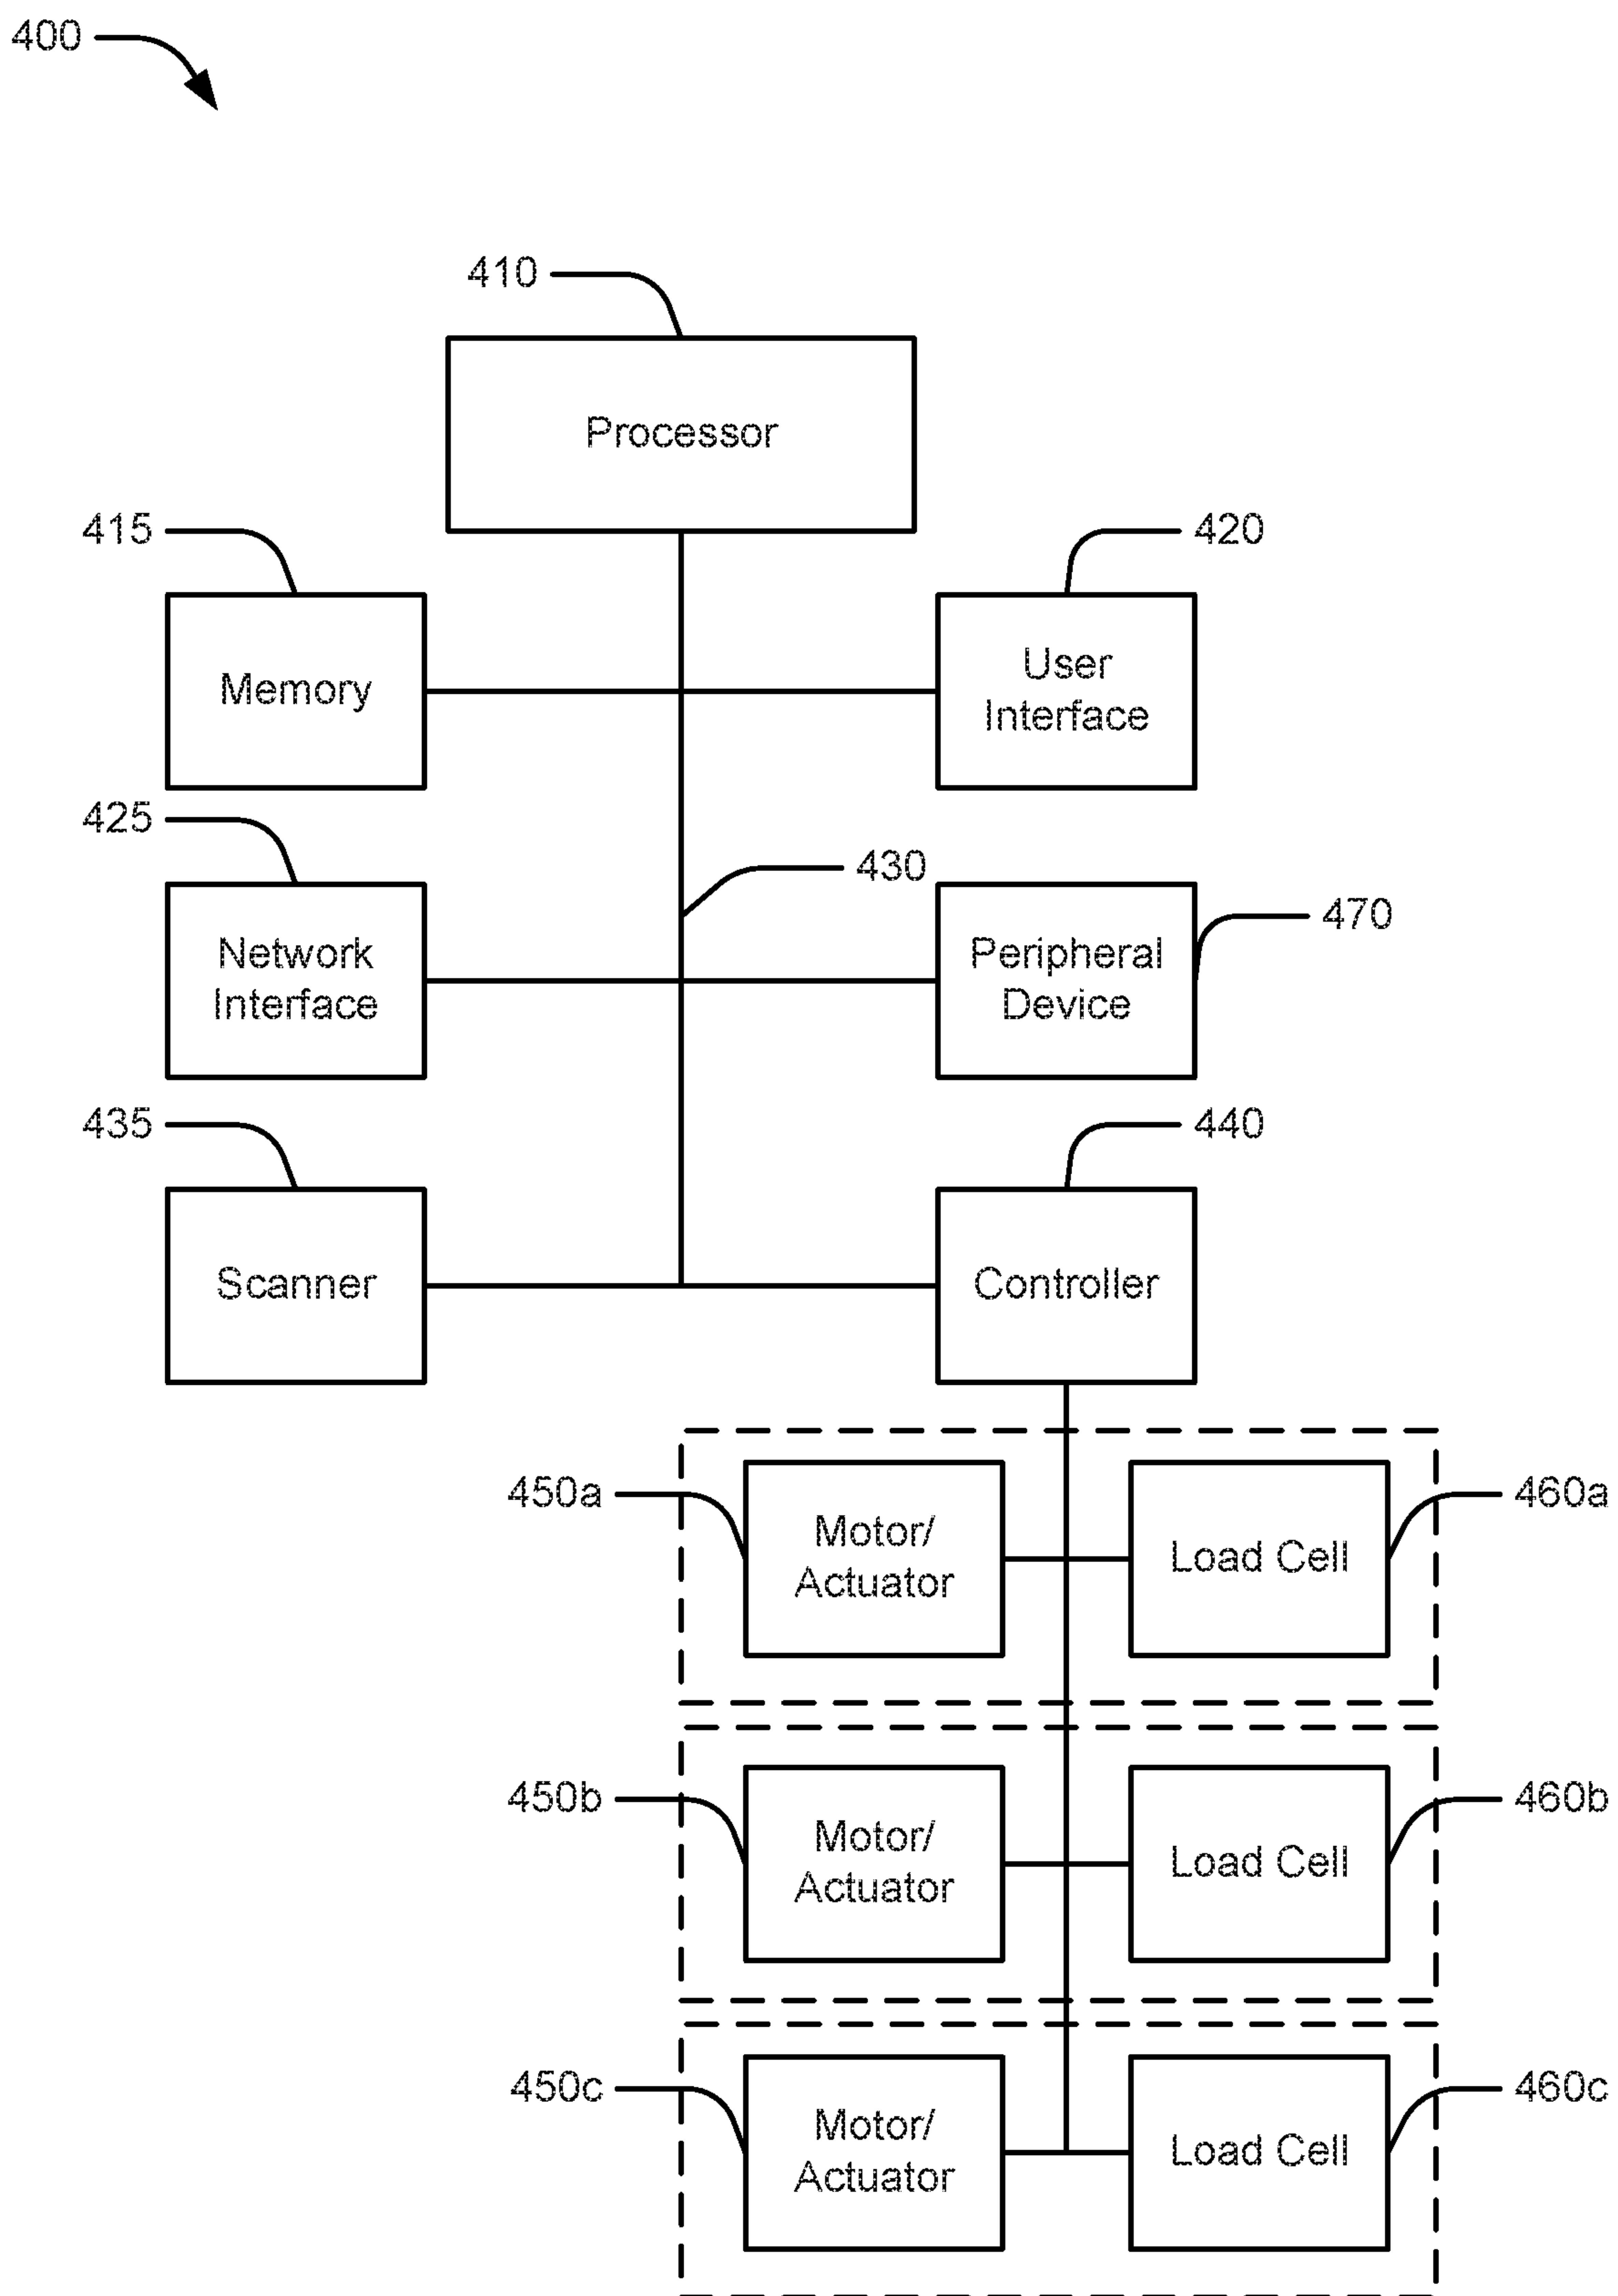 400
410
Processor
415
420
Memory
User
Interface
425
430
470
Network
Interface
Peripheral
Device
435
440
Scanner
Controller
450a
460a
Motor/
Actuator
Load Cell
450b
460b
Motor/
Actuator
Load Cell
450c
460c
Motor/
Actuator
Load Cell